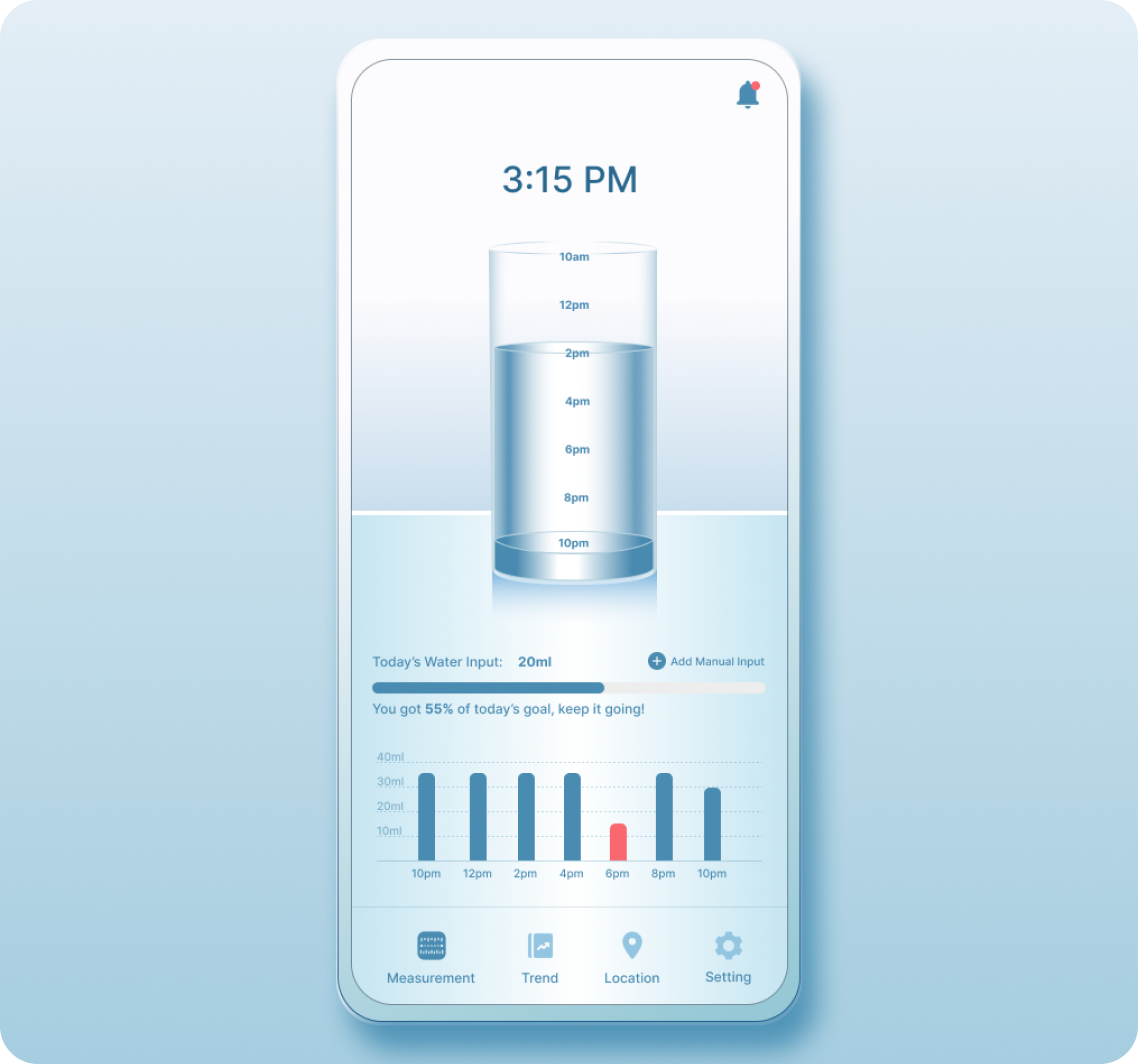 3:15 PM
10am
12pm
2pm
4pm
6pm
8pm
10pm
Today's Water Input: 20ml
Add Manual Input
You got 55% of today's goal, keep it going!
40ml
30ml
20ml
10ml
10pm 12pm 2pm 4pm 6pm 8pm 10pm
Measurement Trend Location Setting